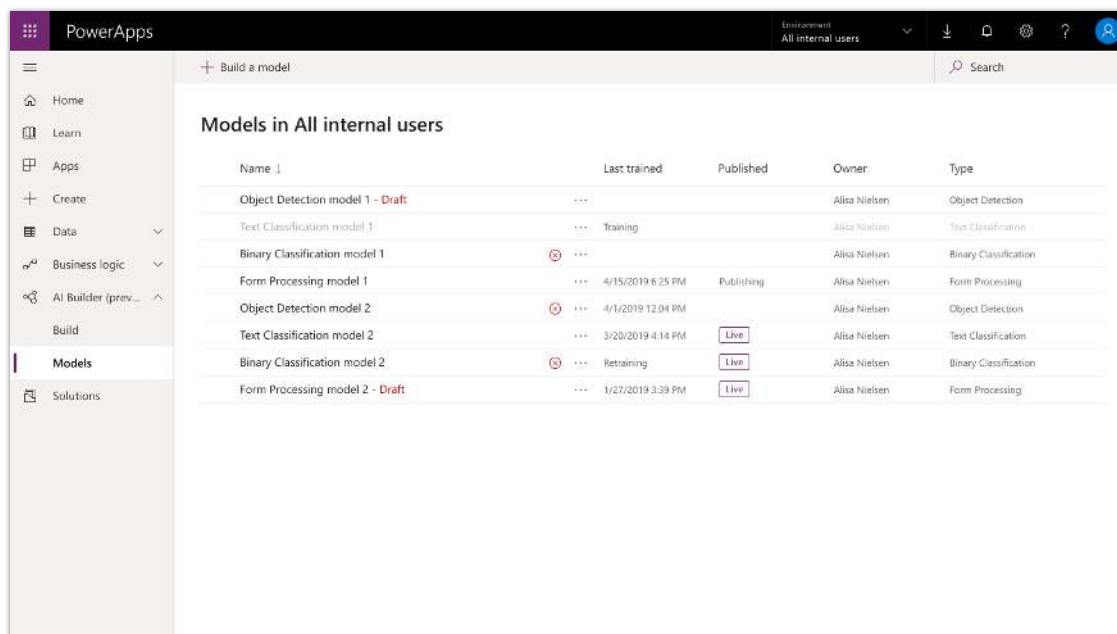 PowerApps
Environment
All internal users
Build a model
Search
Home
Learn
Apps
Create
Data
Business logic
AI Builder (prev...
Build
Models
Solutions
Models in All internal users
Name ↓ Last trained Published Owner Type
Object Detection model 1 - Draft ... Alisa Nielsen Object Detection
Text Classification model 1 ... Training Alisa Nielsen Text Classification
Binary Classification model 1 ... Alisa Nielsen Binary Classification
Form Processing model 1 ... 4/15/2019 6:25 PM Publishing Alisa Nielsen Form Processing
Object Detection model 2 ... 4/1/2019 12:04 PM Alisa Nielsen Object Detection
Text Classification model 2 ... 3/20/2019 4:14 PM Live Alisa Nielsen Text Classification
Binary Classification model 2 ... Retraining Live Alisa Nielsen Binary Classification
Form Processing model 2 - Draft ... 1/27/2019 3:39 PM Live Alisa Nielsen Form Processing